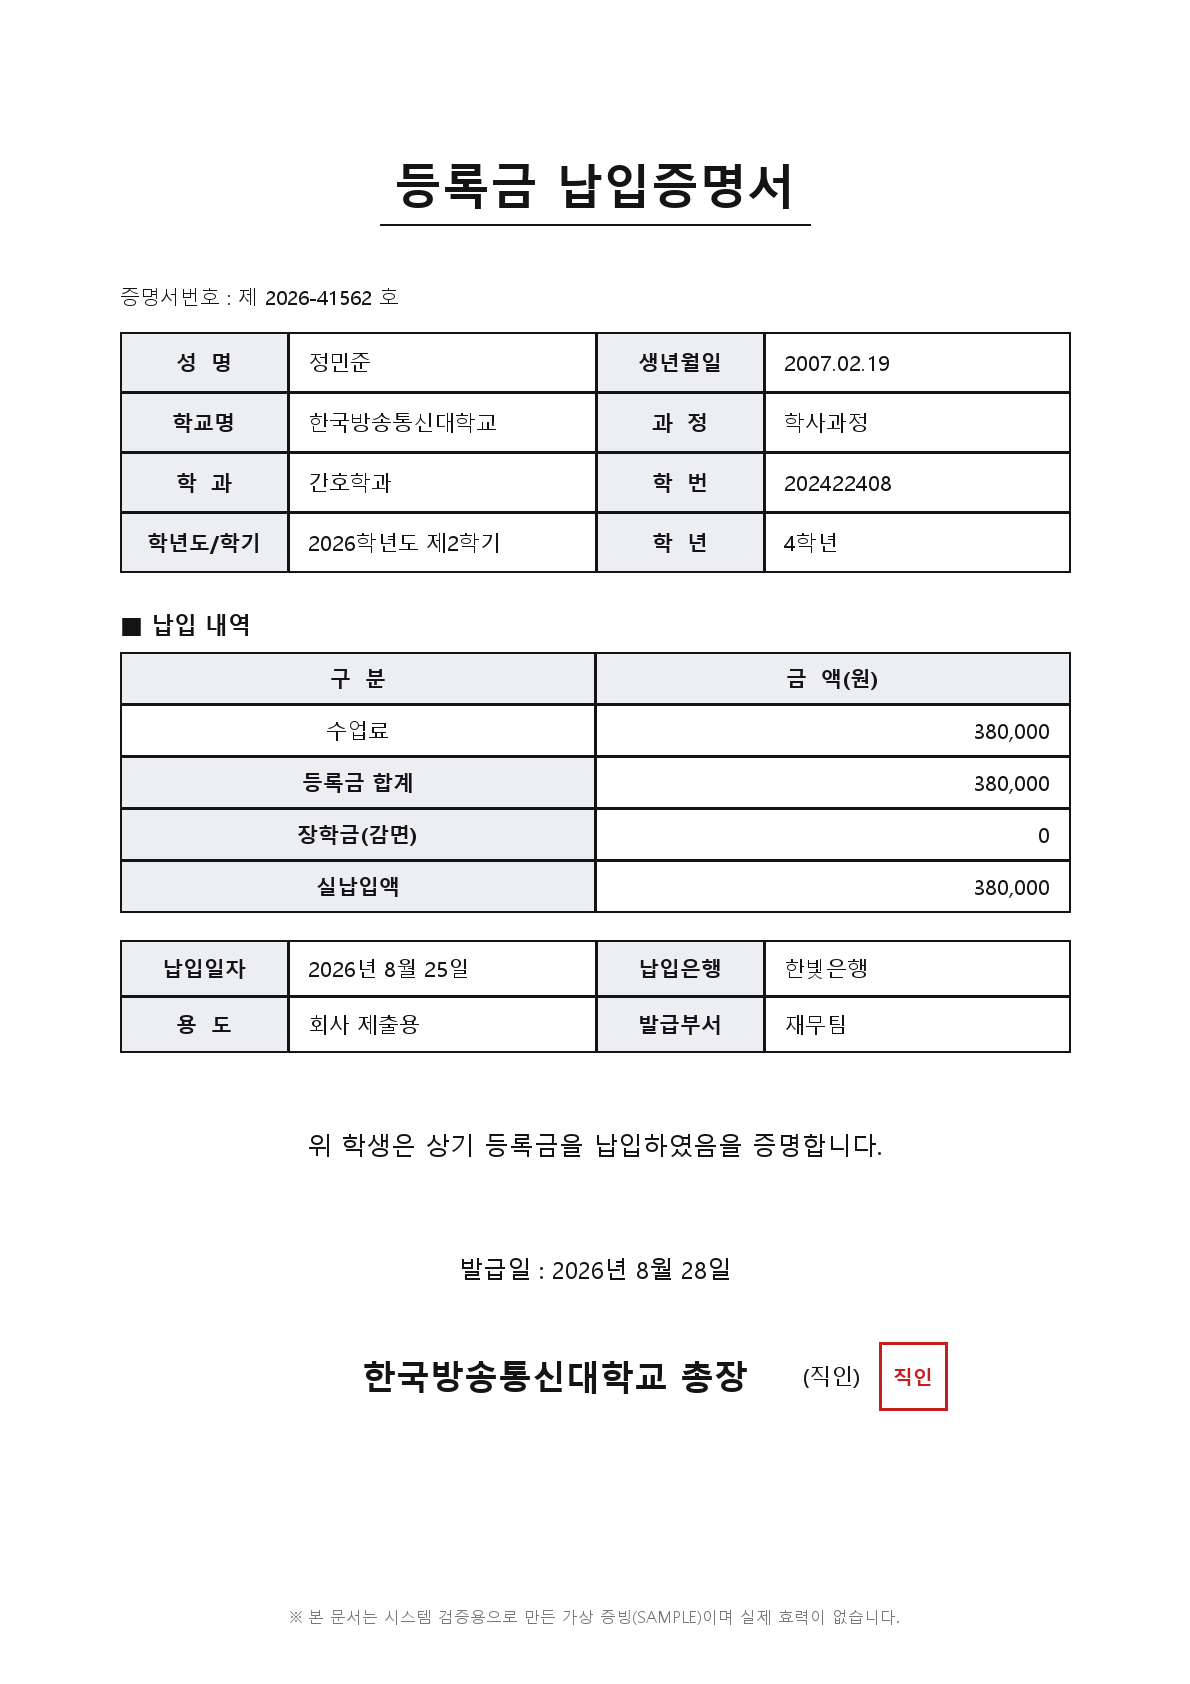 등록금 납입증명서
증명서번호 : 제 2026-41562 호
성 명 정민준 생년월일 2007.02.19
학교명 한국방송통신대학교 과 정 학사과정
학 과 간호학과 학 번 202422408
학년도/학기 2026학년도 제2학기 학 년 4학년
■ 납입 내역
구 분 금 액(원)
수업료 380,000
등록금 합계 380,000
장학금(감면) 0
실납입액 380,000
납입일자 2026년 8월 25일 납입은행 한빛은행
용 도 회사 제출용 발급부서 재무팀
위 학생은 상기 등록금을 납입하였음을 증명합니다.
발급일 : 2026년 8월 28일
한국방송통신대학교 총장 (직인) 직인
※ 본 문서는 시스템 검증용으로 만든 가상 증빙(SAMPLE)이며 실제 효력이 없습니다.